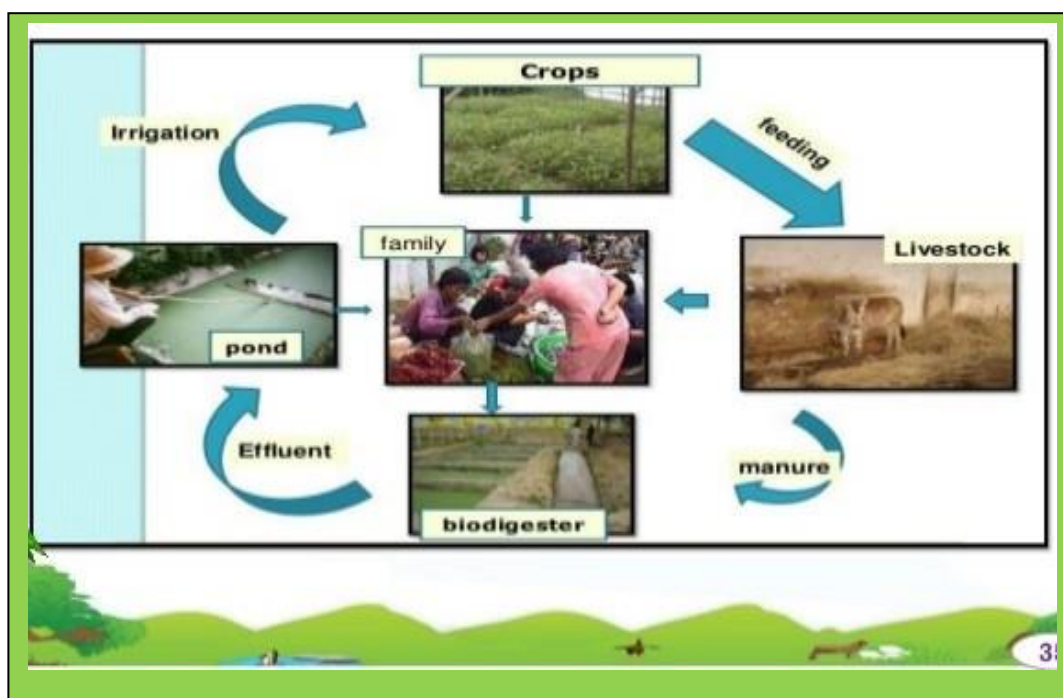 Crops
Irrigation
feeding
family
Livestock
pond
Effluent
manure
biodigester